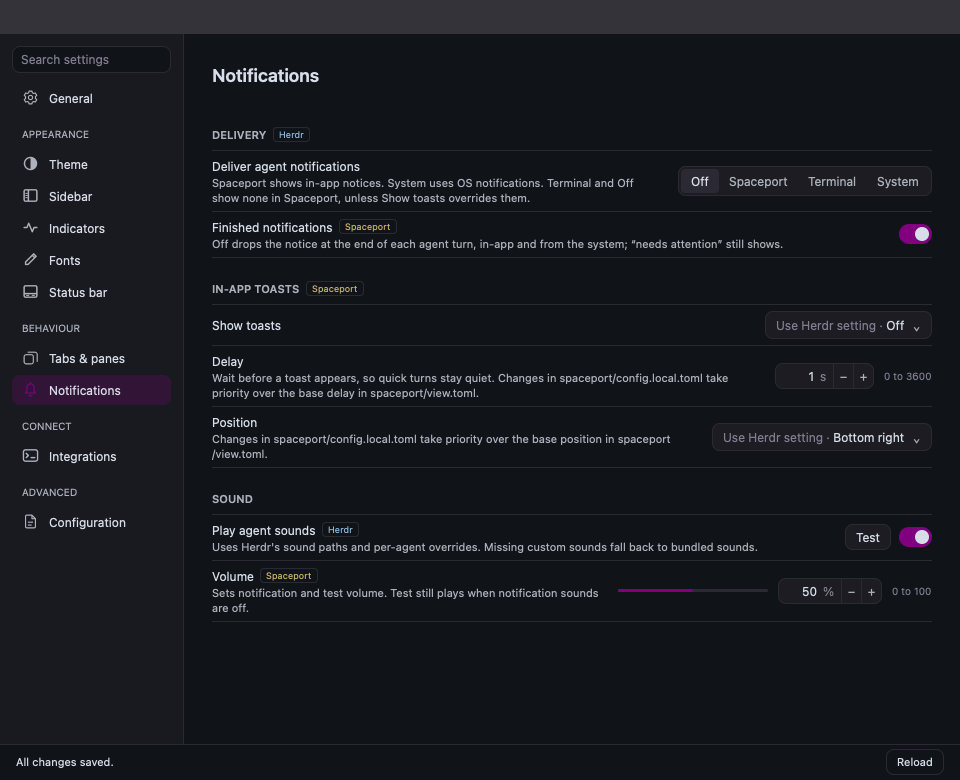 Search settings
General
APPEARANCE
Theme
Sidebar
Indicators
Fonts
Status bar
BEHAVIOUR
Tabs & panes
Notifications
CONNECT
Integrations
ADVANCED
Configuration
Notifications
DELIVERY Herdr
Deliver agent notifications
Spaceport shows in-app notices. System uses OS notifications. Terminal and Off
show none in Spaceport, unless Show toasts overrides them.
Off Spaceport Terminal System
Finished notifications Spaceport
Off drops the notice at the end of each agent turn, in-app and from the system; “needs attention” still shows.
IN-APP TOASTS Spaceport
Show toasts
Use Herdr setting · Off
Delay
Wait before a toast appears, so quick turns stay quiet. Changes in spaceport/config.local.toml take
priority over the base delay in spaceport/view.toml.
1 s − + 0 to 3600
Position
Changes in spaceport/config.local.toml take priority over the base position in spaceport
/view.toml.
Use Herdr setting · Bottom right
SOUND
Play agent sounds Herdr
Uses Herdr's sound paths and per-agent overrides. Missing custom sounds fall back to bundled sounds.
Test
Volume Spaceport
Sets notification and test volume. Test still plays when notification sounds
are off.
50 % − + 0 to 100
All changes saved.
Reload